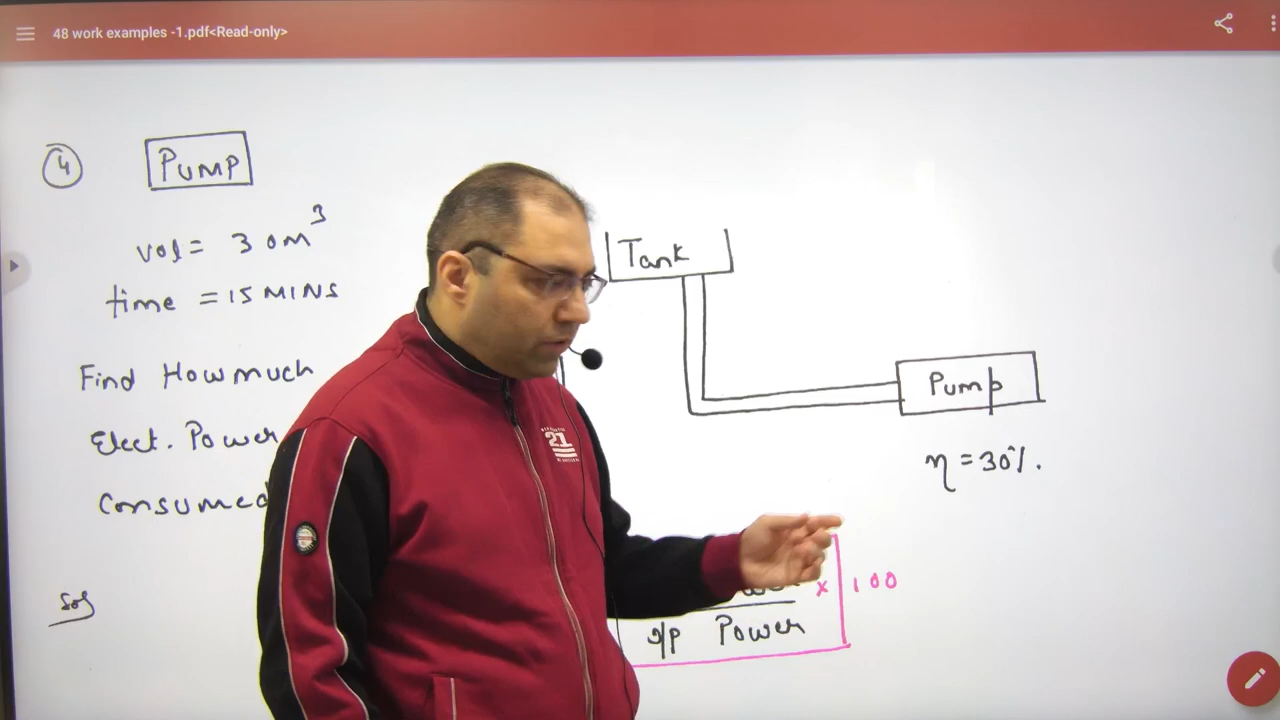 48 work examples -1.pdf<Read-only>
4 PUMP
vol = 30m³
time = 15 MINS
Find How much
Elect. Power
Consumed
Sol
Tank
Pump
η = 30%.
x 100
Power
21